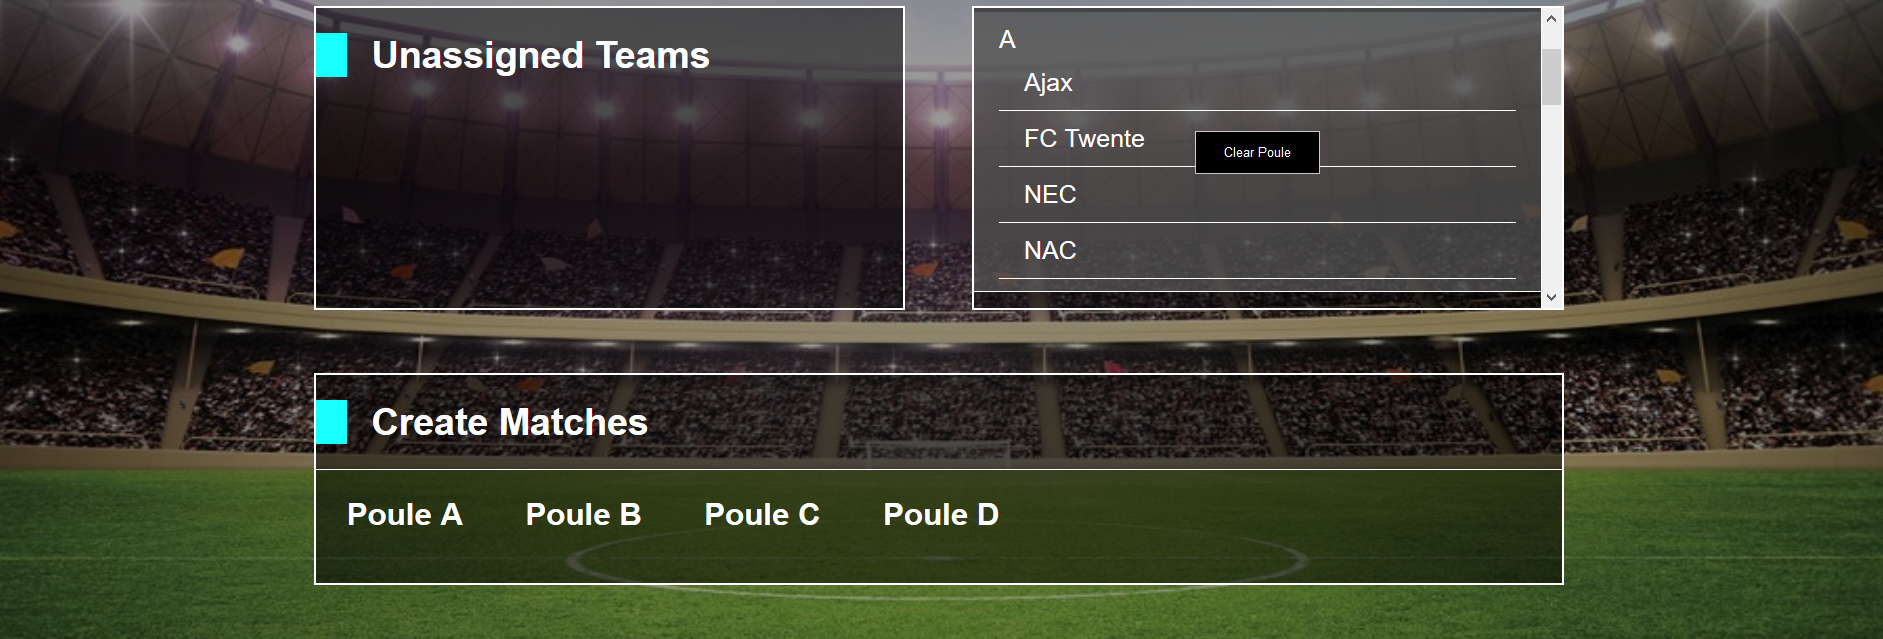 Unassigned Teams
A
Ajax
FC Twente
Clear Poule
NEC
NAC
Create Matches
Poule A
Poule B
Poule C
Poule D